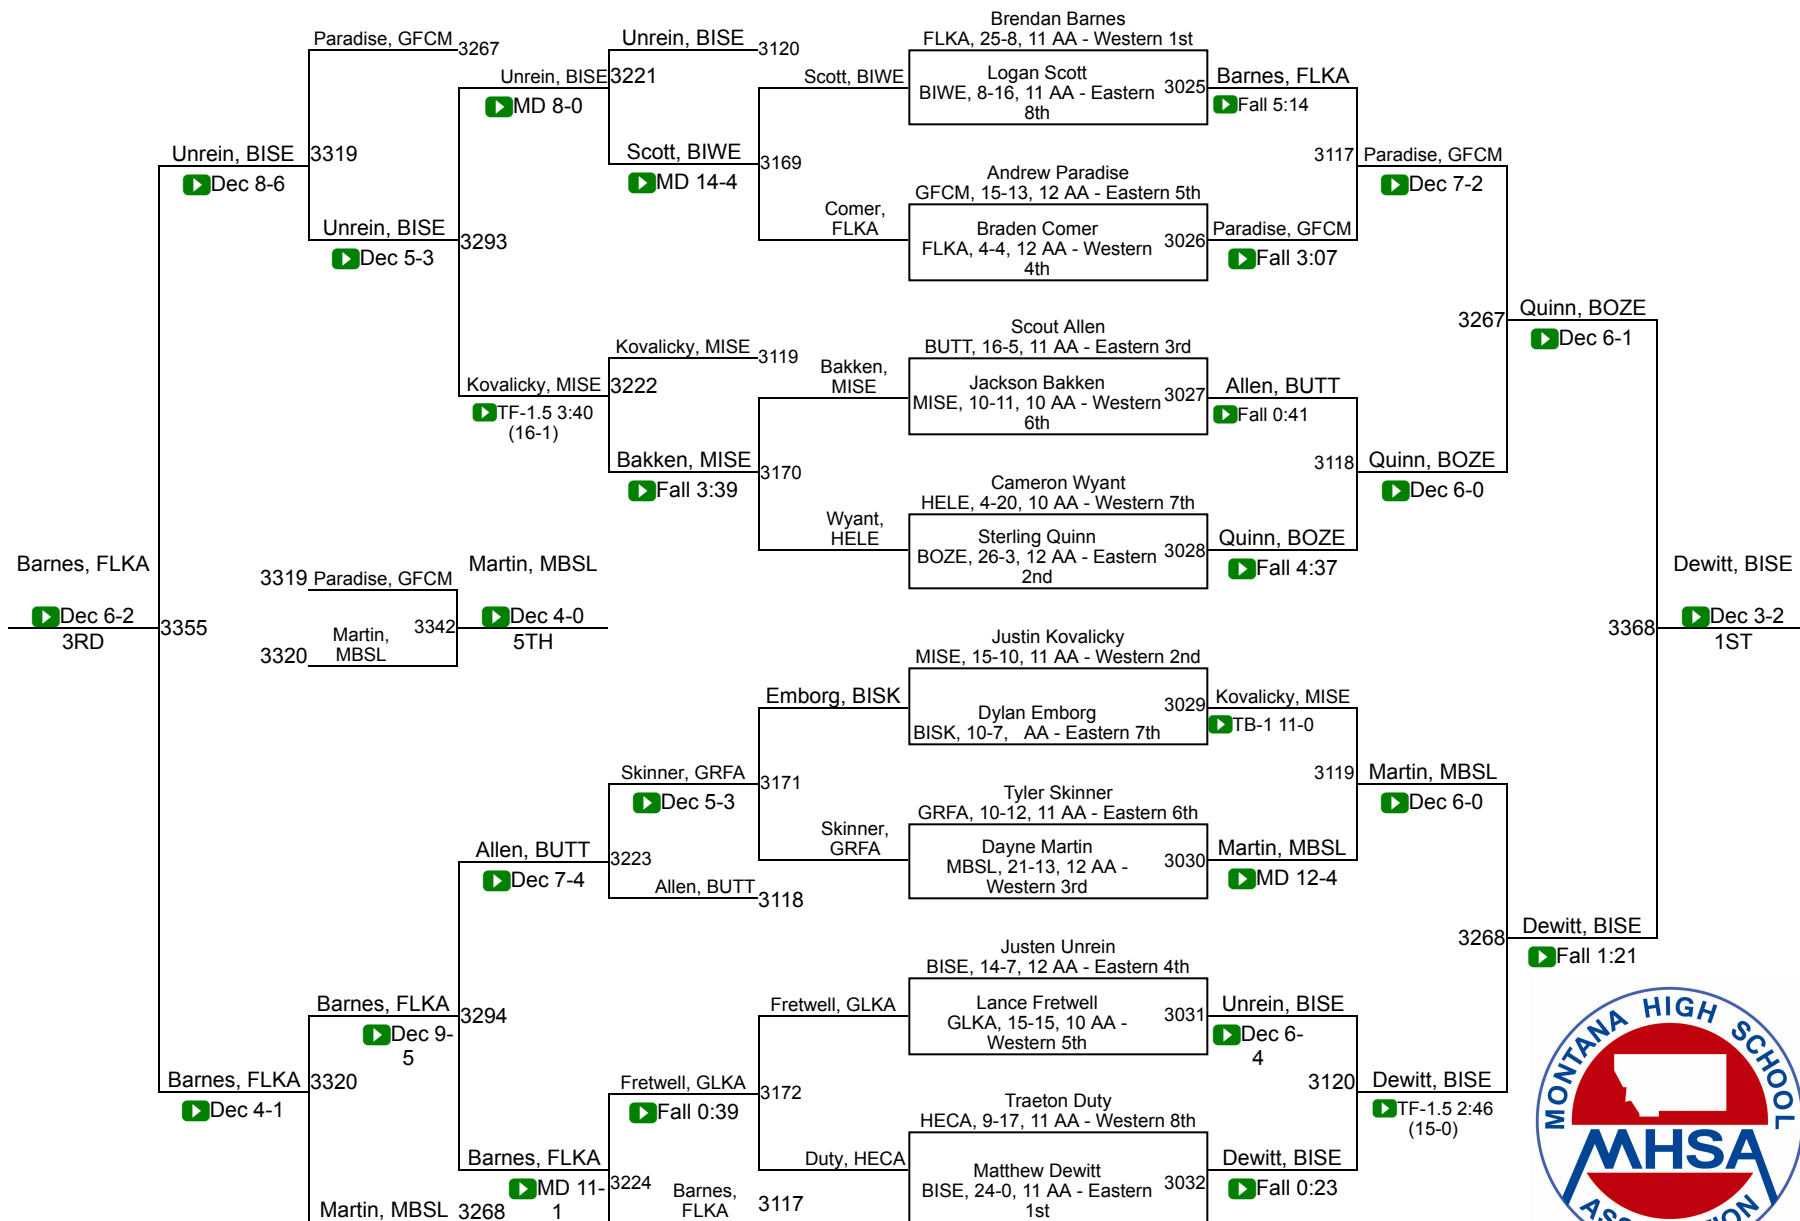 Brendan Barnes
FLKA, 25-8, 11 AA - Western 1st
Logan Scott
BIWE, 8-16, 11 AA - Eastern
8th
3025
Andrew Paradise
GFCM, 15-13, 12 AA - Eastern 5th
Braden Comer
FLKA, 4-4, 12 AA - Western
4th
3026
Scout Allen
BUTT, 16-5, 11 AA - Eastern 3rd
Jackson Bakken
MISE, 10-11, 10 AA - Western
6th
3027
Cameron Wyant
HELE, 4-20, 10 AA - Western 7th
Sterling Quinn
BOZE, 26-3, 12 AA - Eastern
2nd
3028
Justin Kovalicky
MISE, 15-10, 11 AA - Western 2nd
Dylan Emborg
BISK, 10-7, AA - Eastern 7th
3029
Tyler Skinner
GRFA, 10-12, 11 AA - Eastern 6th
Dayne Martin
MBSL, 21-13, 12 AA -
Western 3rd
3030
Justen Unrein
BISE, 14-7, 12 AA - Eastern 4th
Lance Fretwell
GLKA, 15-15, 10 AA -
Western 5th
3031
Traeton Duty
HECA, 9-17, 11 AA - Western 8th
Matthew Dewitt
BISE, 24-0, 11 AA - Eastern
1st
3032
Barnes, FLKA
Fall 5:14
3117
Paradise, GFCM
Fall 3:07
Allen, BUTT
Fall 0:41
3118
Quinn, BOZE
Fall 4:37
Kovalicky, MISE
TB-1 11-0
3119
Martin, MBSL
MD 12-4
Unrein, BISE
Dec 6-
4
3120
Dewitt, BISE
Fall 0:23
Paradise, GFCM
Dec 7-2
3267
Quinn, BOZE
Dec 6-0
Martin, MBSL
Dec 6-0
3268
Dewitt, BISE
TF-1.5 2:46
(15-0)
Quinn, BOZE
Dec 6-1
3368
Dewitt, BISE
Fall 1:21
Dewitt, BISE
Dec 3-2
1ST
Scott, BIWE
3169
Comer,
FLKA
Bakken,
MISE
3170
Wyant,
HELE
Emborg, BISK
3171
Skinner,
GRFA
Fretwell, GLKA
3172
Duty, HECA
Unrein, BISE
3120
3221
Scott, BIWE
MD 14-4
Kovalicky, MISE
3119
3222
Bakken, MISE
Fall 3:39
Skinner, GRFA
Dec 5-3
3223
Allen, BUTT
3118
Fretwell, GLKA
Fall 0:39
3224
Barnes,
FLKA
3117
Unrein, BISE
MD 8-0
3293
Kovalicky, MISE
TF-1.5 3:40
(16-1)
Allen, BUTT
Dec 7-4
3294
Barnes, FLKA
MD 11-
1
Paradise, GFCM
3267
3319
Unrein, BISE
Dec 5-3
Barnes, FLKA
Dec 9-
5
3320
Martin, MBSL
3268
Unrein, BISE
Dec 8-6
3355
Barnes, FLKA
Dec 4-1
Barnes, FLKA
Dec 6-2
3RD
3319
Paradise, GFCM
3342
3320
Martin,
MBSL
Martin, MBSL
Dec 4-0
5TH
MONTANA HIGH SCHOOL
MHSA